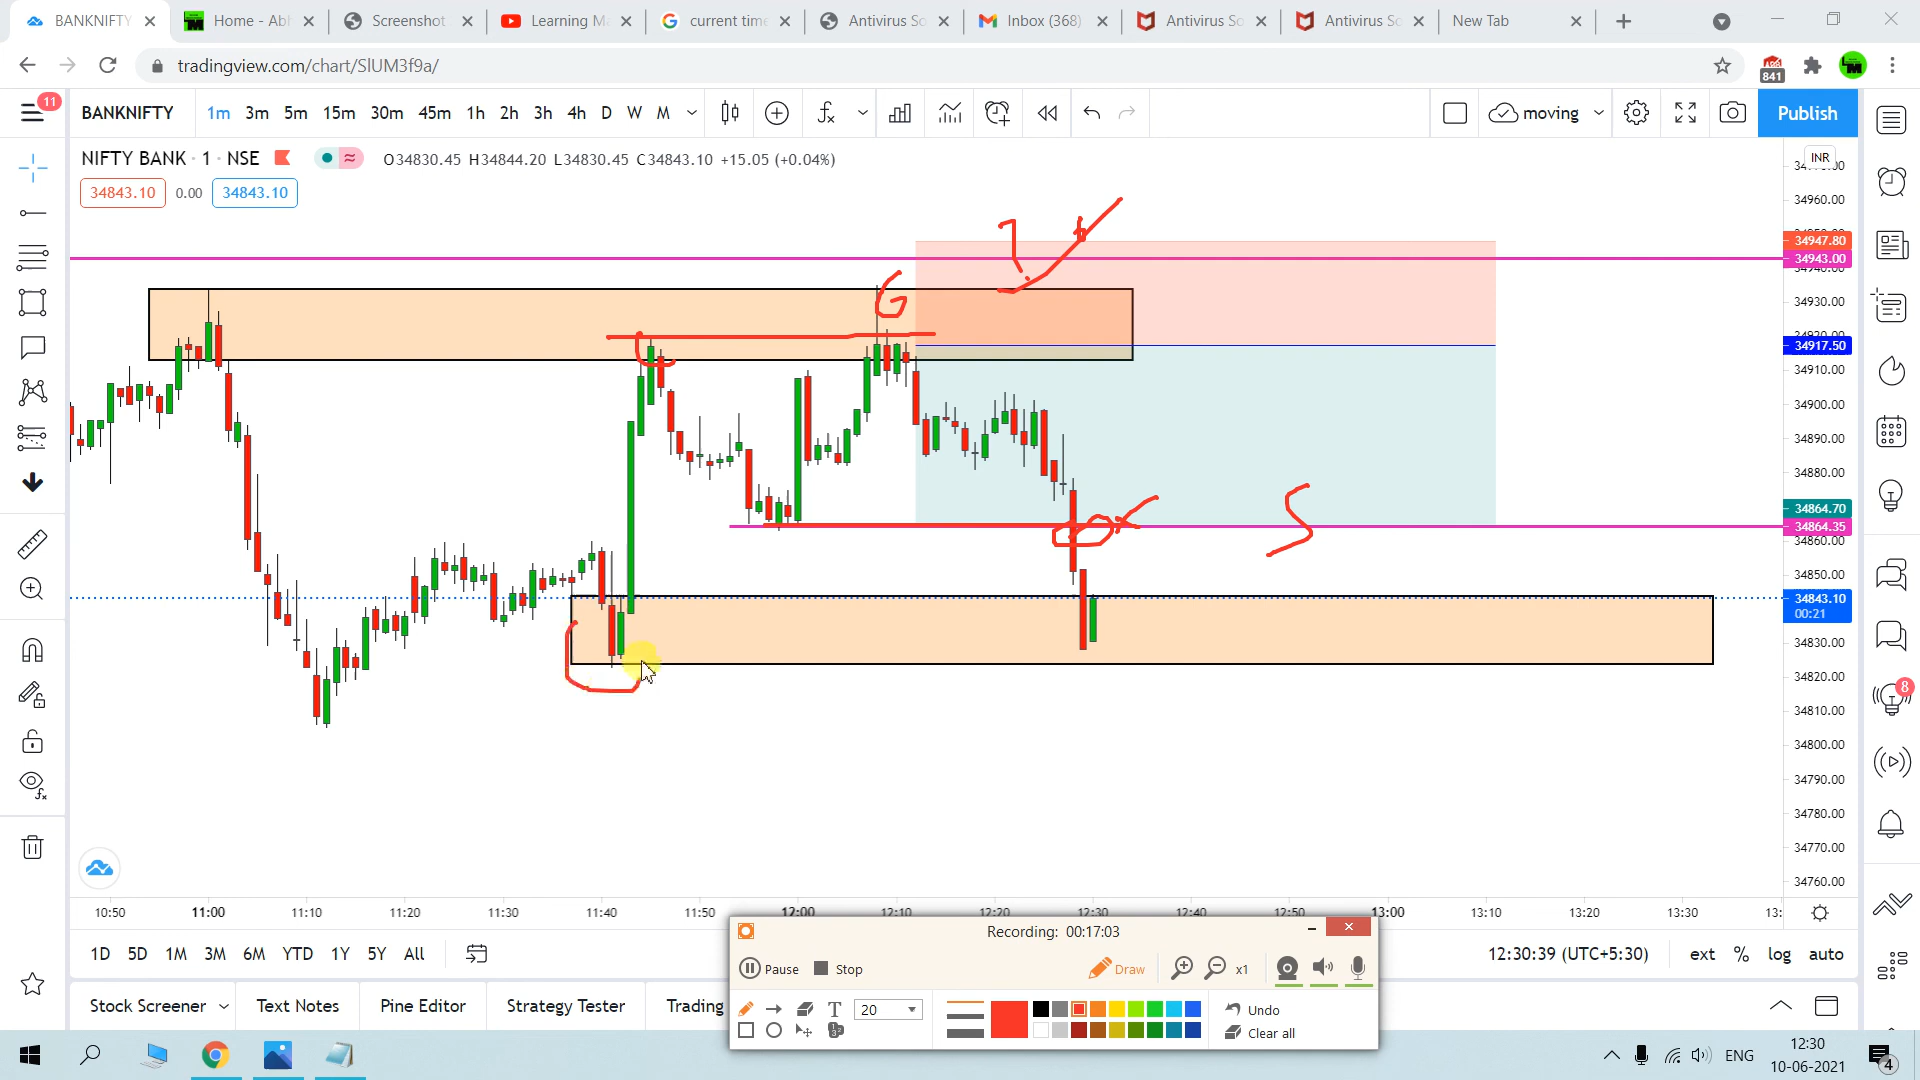 BANKNIFTY
Home - Abh
Screenshot
Learning Ma
current time
Antivirus So
Inbox (368)
Antivirus So
Antivirus So
New Tab
tradingview.com/chart/SlUM3f9a/
841
11
BANKNIFTY 1m 3m 5m 15m 30m 45m 1h 2h 3h 4h D W M moving Publish
NIFTY BANK · 1 · NSE O34830.45 H34844.20 L34830.45 C34843.10 +15.05 (+0.04%)
34843.10 0.00 34843.10
INR
34960.00
34947.80
34943.00
34930.00
34917.50
34910.00
34900.00
34890.00
34880.00
34864.70
34864.35
34860.00
34850.00
34843.10
00:21
34830.00
34820.00
34810.00
34800.00
34790.00
34780.00
34770.00
34760.00
8
10:50 11:00 11:10 11:20 11:30 11:40 11:50 12:00 12:10 12:20 12:30 12:40 12:50 13:00 13:10 13:20 13:30 13:
1D 5D 1M 3M 6M YTD 1Y 5Y All
12:30:39 (UTC+5:30) ext % log auto
Stock Screener Text Notes Pine Editor Strategy Tester Trading
Recording: 00:17:03
Pause Stop Draw x1
T 20 Undo
Clear all
ENG
12:30
10-06-2021
4